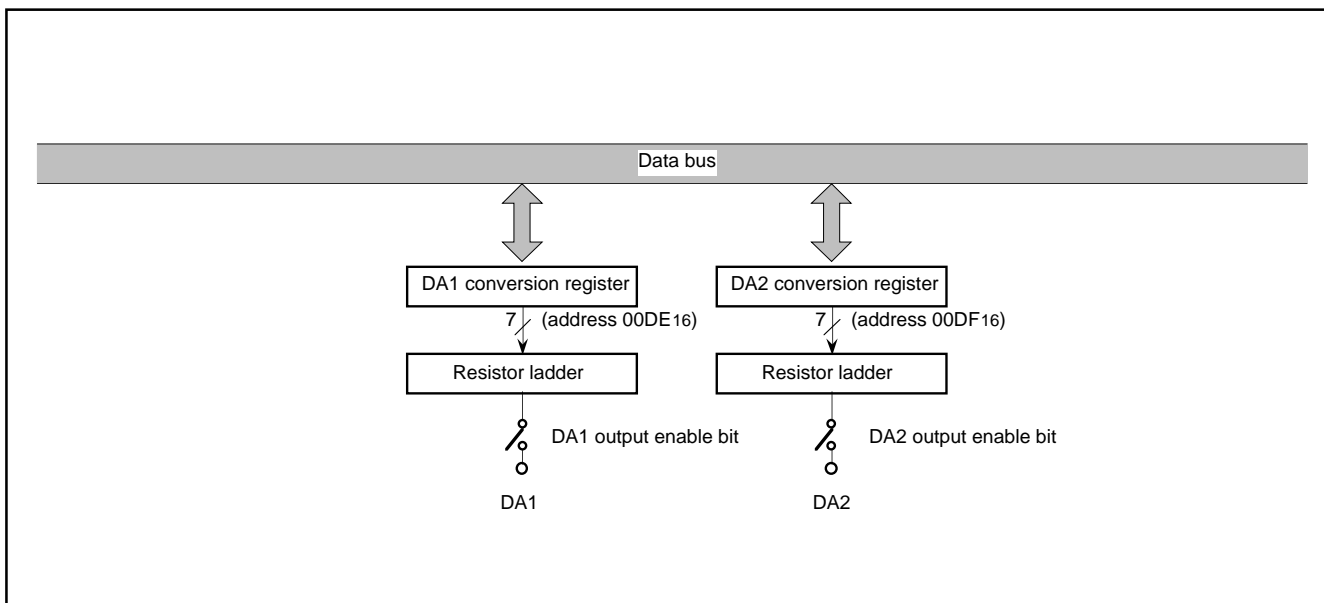 Data bus
DA1 conversion register
DA2 conversion register
7 (address 00DE16)
7 (address 00DF16)
Resistor ladder
Resistor ladder
DA1 output enable bit
DA2 output enable bit
DA1
DA2